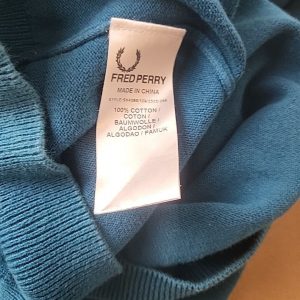 FRED PERRY
MADE IN CHINA
100% COTTON /
COTON /
BAUMWOLLE /
ALGODON /
ALGODAO / PAMUK